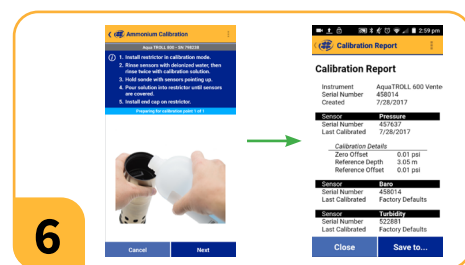 Ammonium Calibration
Aqua TROLL 600 - SN 798238
1. Install restrictor in calibration mode.
2. Rinse sensors with deionized water, then
rinse twice with calibration solution.
3. Hold sonde with sensors pointing up.
4. Pour solution into restrictor until sensors
are covered.
5. Install end cap on restrictor.
Preparing for calibration point 1 of 1
Cancel Next
2:59 pm
Calibration Report
Calibration Report
Instrument AquaTROLL 600 Vente
Serial Number 458014
Created 7/28/2017
Sensor Pressure
Serial Number 457637
Last Calibrated 7/28/2017
Calibration Details
Zero Offset 0.01 psi
Reference Depth 3.05 m
Reference Offset 0.01 psi
Sensor Baro
Serial Number 458014
Last Calibrated Factory Defaults
Sensor Turbidity
Serial Number 522881
Last Calibrated Factory Defaults
Close Save to...
6